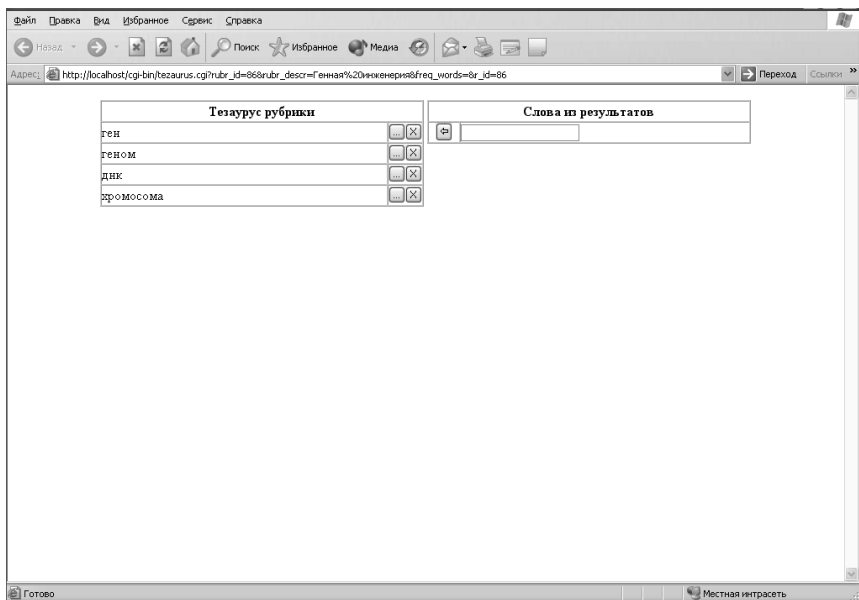 Файл Правка Вид Избранное Сервис Справка
Назад Поиск Избранное Медиа
Адрес: http://localhost/cgi-bin/tezaurus.cgi?rubr_id=86&rubr_descr=Генная%20инженерия&freq_words=&r_id=86 Переход Ссылки »
Тезаурус рубрики Слова из результатов
ген ... X
геном ... X
днк ... X
хромосома ... X
Готово Местная интрасеть